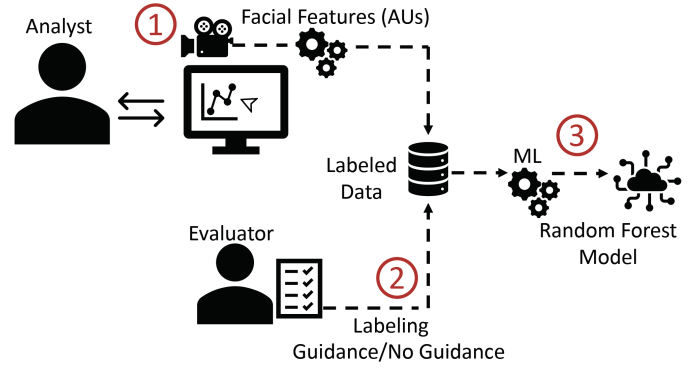 Analyst
1
Facial Features (AUs)
Labeled
Data
ML
3
Random Forest
Model
Evaluator
2
Labeling
Guidance/No Guidance